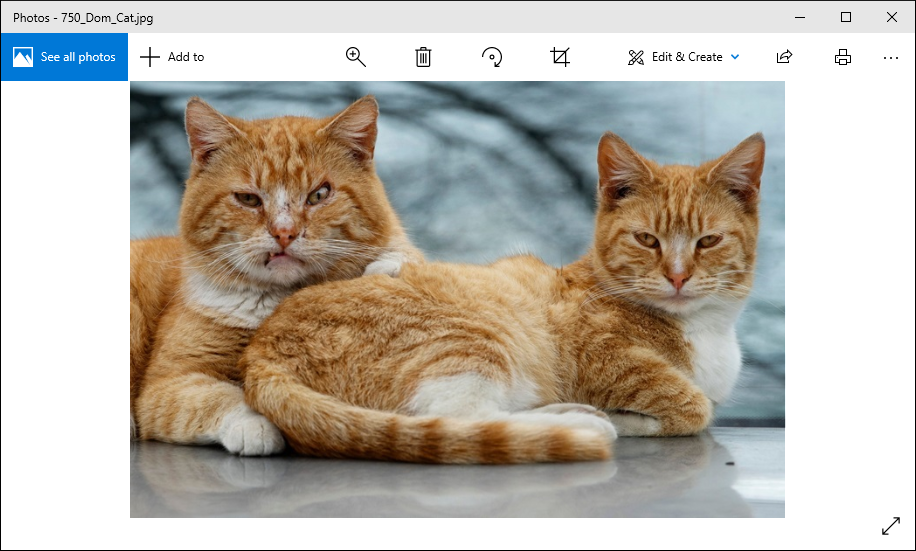 Photos - 750_Dom_Cat.jpg
See all photos
Add to
Edit & Create